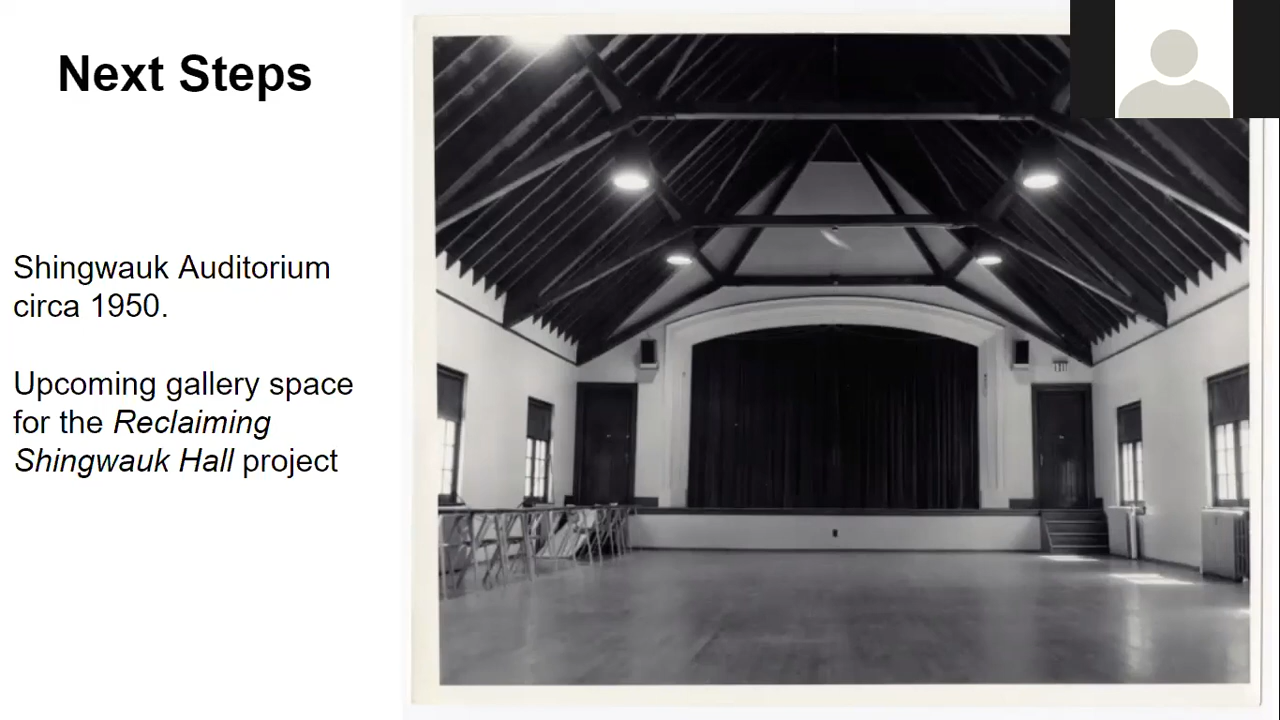 Next Steps
Shingwauk Auditorium
circa 1950.
Upcoming gallery space
for the Reclaiming
Shingwauk Hall project